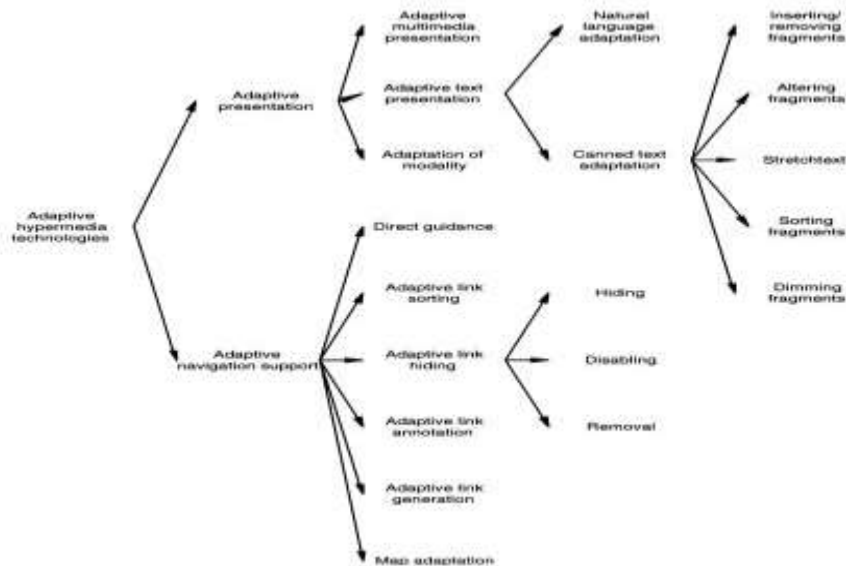 Adaptive
multimedia
presentation
Natural
language
adaptation
Inserting/
removing
fragments
Adaptive
presentation
Adaptive text
presentation
Altering
fragments
Adaptation of
modality
Canned text
adaptation
Stretchtext
Adaptive
hypermedia
technologies
Direct guidance
Sorting
fragments
Adaptive link
sorting
Hiding
Dimming
fragments
Adaptive
navigation support
Adaptive link
hiding
Disabling
Adaptive link
annotation
Removal
Adaptive link
generation
Map adaptation